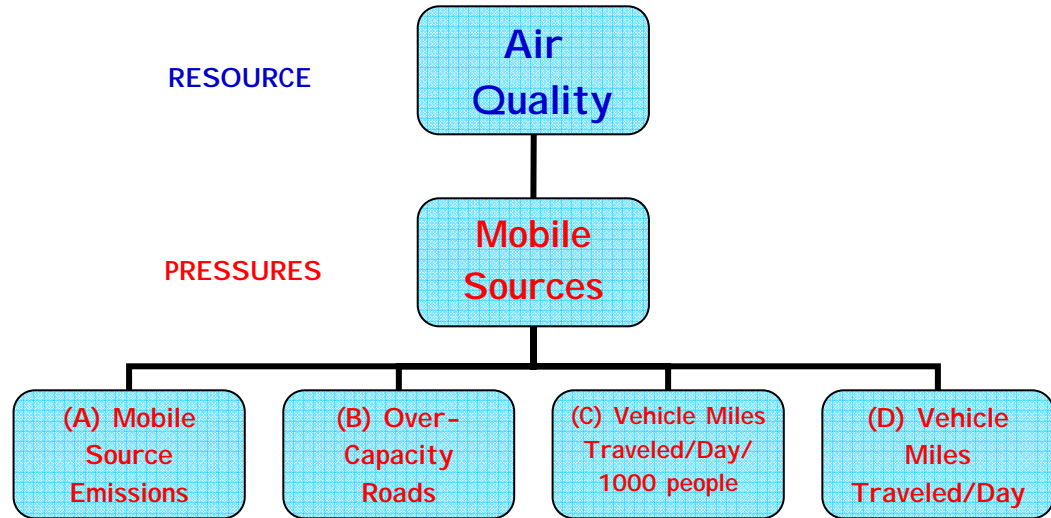 Air
Quality
RESOURCE
Mobile
Sources
PRESSURES
(A) Mobile
Source
Emissions
(B) Over-
Capacity
Roads
(C) Vehicle Miles
Traveled/Day/
1000 people
(D) Vehicle
Miles
Traveled/Day